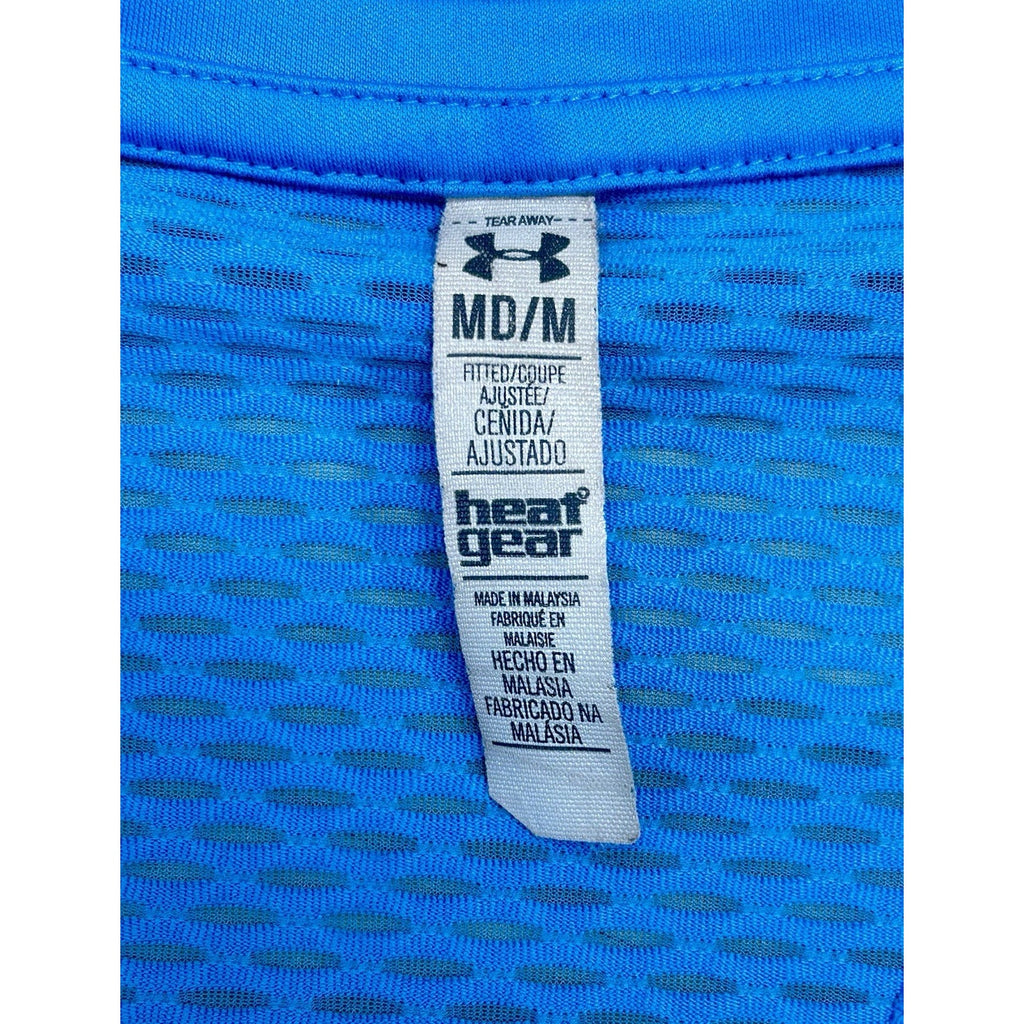 TEAR AWAY
MD/M
FITTED/COUPE
AJUSTÉE/
CEÑIDA/
AJUSTADO
heat°
gear
MADE IN MALAYSIA
FABRIQUÉ EN
MALAISIE
HECHO EN
MALASIA
FABRICADO NA
MALÁSIA